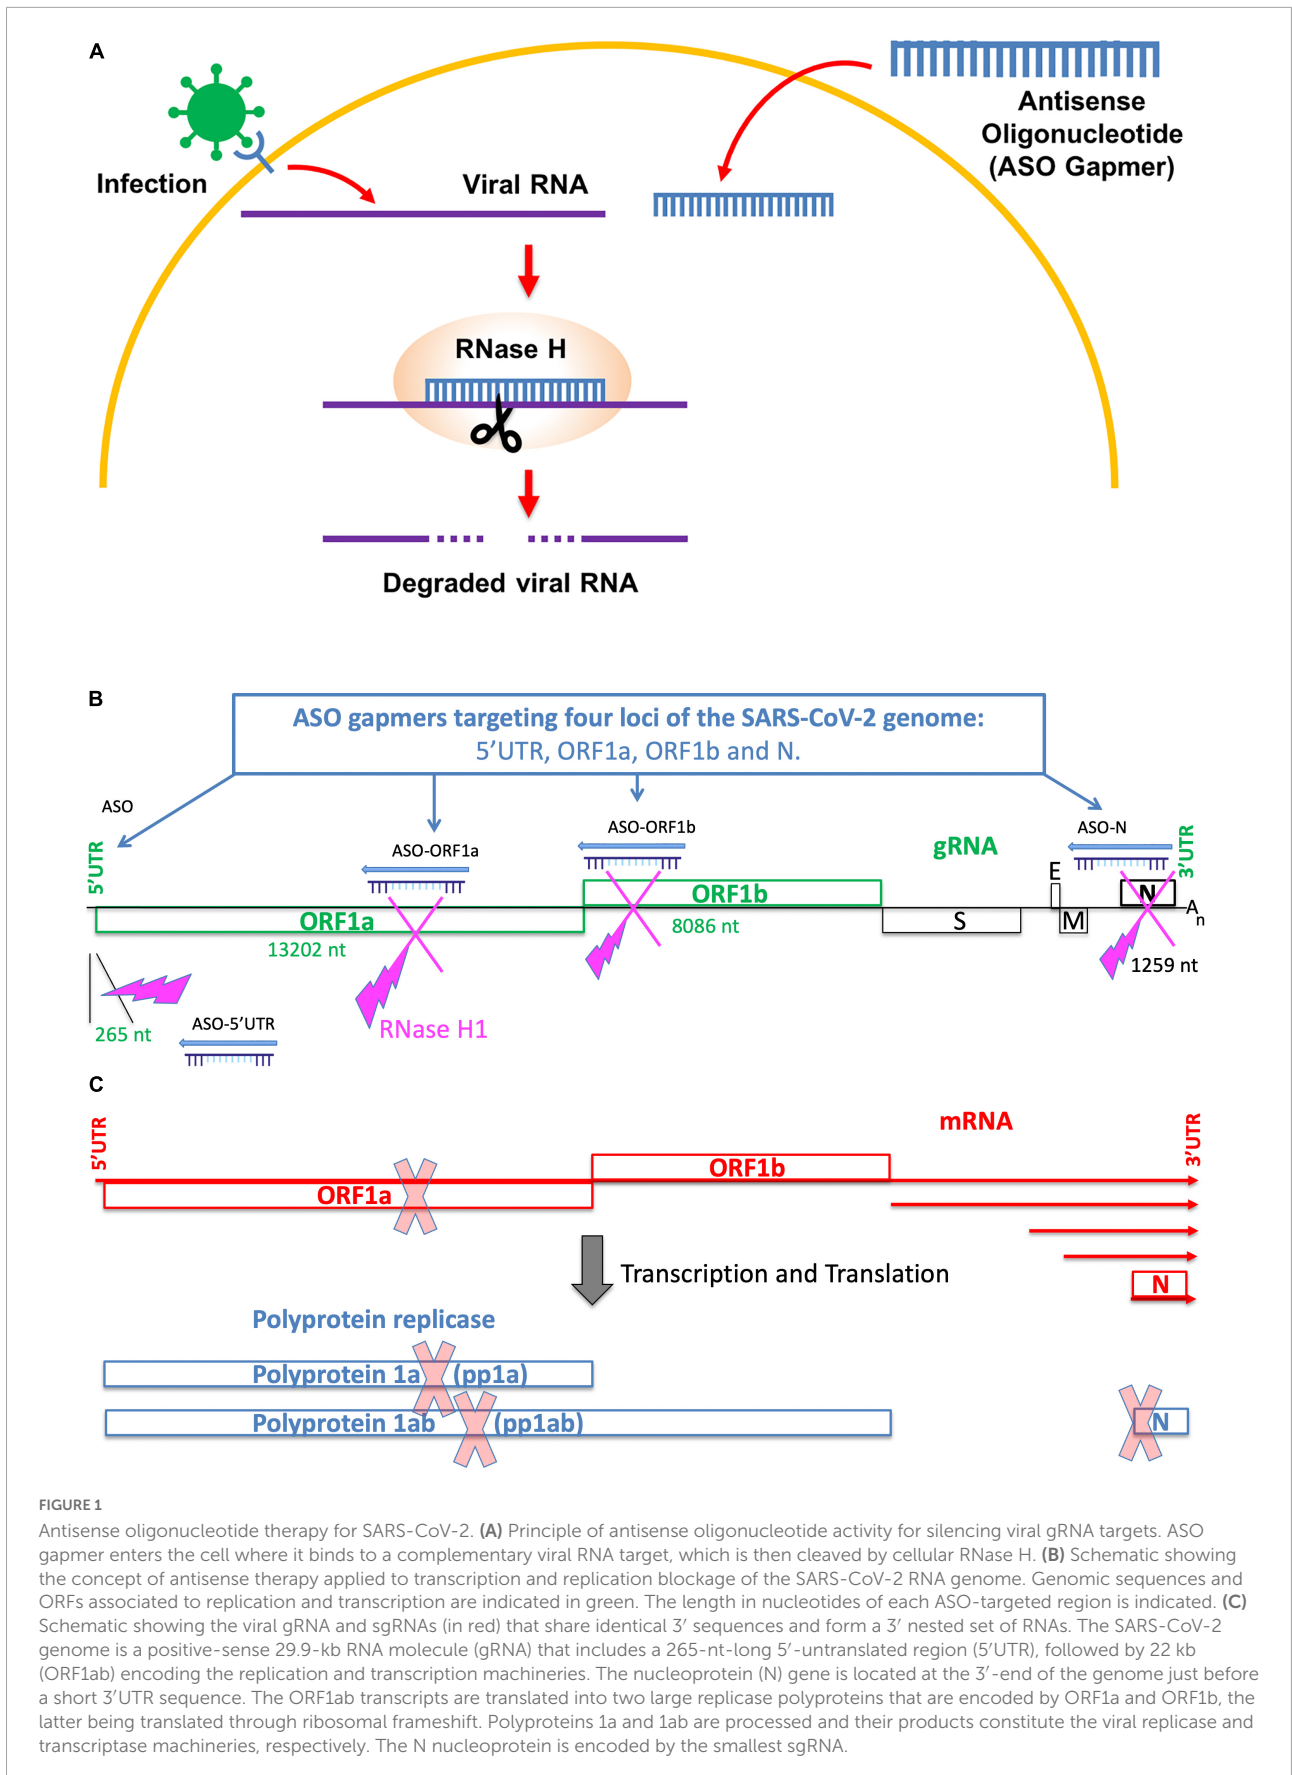 A
Infection
Viral RNA
Antisense
Oligonucleotide
(ASO Gapmer)
RNase H
Degraded viral RNA
B
ASO gapmers targeting four loci of the SARS-CoV-2 genome:
5’UTR, ORF1a, ORF1b and N.
ASO
5’UTR
ASO-ORF1a
ASO-ORF1b
gRNA
ASO-N
3’UTR
E
ORF1a
ORF1b
S
M
N
An
13202 nt
8086 nt
1259 nt
265 nt
ASO-5’UTR
RNase H1
C
5’UTR
mRNA
3’UTR
ORF1b
ORF1a
Transcription and Translation
N
Polyprotein replicase
Polyprotein 1a (pp1a)
Polyprotein 1ab (pp1ab)
N
FIGURE 1
Antisense oligonucleotide therapy for SARS-CoV-2. (A) Principle of antisense oligonucleotide activity for silencing viral gRNA targets. ASO
gapmer enters the cell where it binds to a complementary viral RNA target, which is then cleaved by cellular RNase H. (B) Schematic showing
the concept of antisense therapy applied to transcription and replication blockage of the SARS-CoV-2 RNA genome. Genomic sequences and
ORFs associated to replication and transcription are indicated in green. The length in nucleotides of each ASO-targeted region is indicated. (C)
Schematic showing the viral gRNA and sgRNAs (in red) that share identical 3′ sequences and form a 3′ nested set of RNAs. The SARS-CoV-2
genome is a positive-sense 29.9-kb RNA molecule (gRNA) that includes a 265-nt-long 5′-untranslated region (5′UTR), followed by 22 kb
(ORF1ab) encoding the replication and transcription machineries. The nucleoprotein (N) gene is located at the 3′-end of the genome just before
a short 3′UTR sequence. The ORF1ab transcripts are translated into two large replicase polyproteins that are encoded by ORF1a and ORF1b, the
latter being translated through ribosomal frameshift. Polyproteins 1a and 1ab are processed and their products constitute the viral replicase and
transcriptase machineries, respectively. The N nucleoprotein is encoded by the smallest sgRNA.